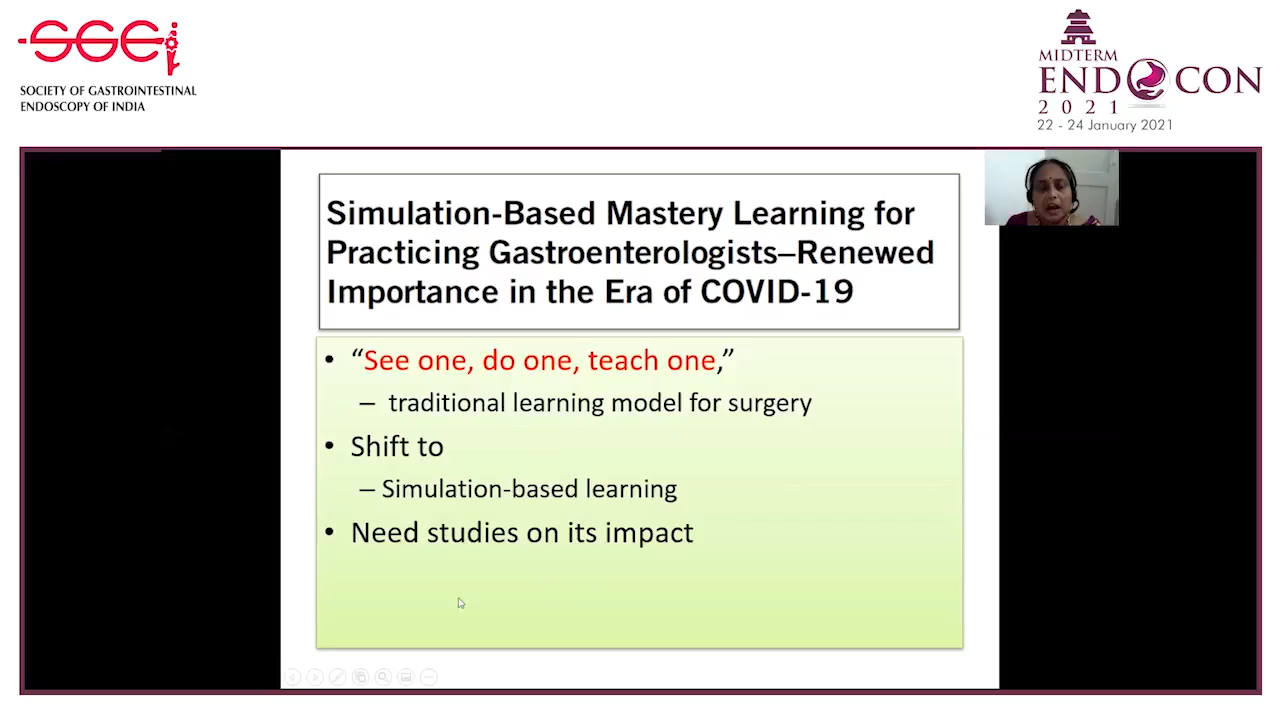 SGEI
SOCIETY OF GASTROINTESTINAL
ENDOSCOPY OF INDIA
MIDTERM
ENDOCON
2021
22 - 24 January 2021
Simulation-Based Mastery Learning for
Practicing Gastroenterologists–Renewed
Importance in the Era of COVID-19
• “See one, do one, teach one,”
– traditional learning model for surgery
• Shift to
– Simulation-based learning
• Need studies on its impact